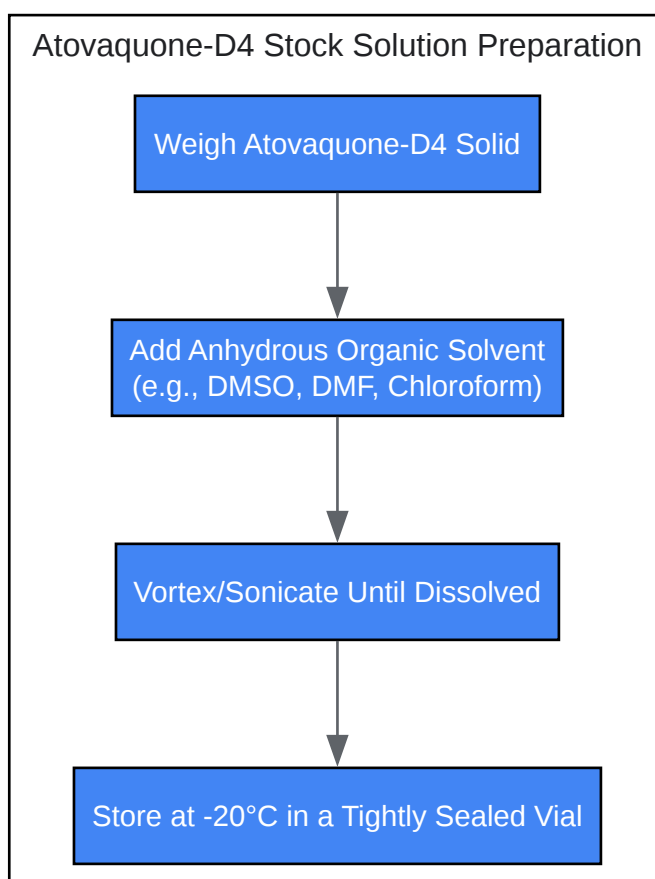 Atovaquone-D4 Stock Solution Preparation
Weigh Atovaquone-D4 Solid
Add Anhydrous Organic Solvent
(e.g., DMSO, DMF, Chloroform)
Vortex/Sonicate Until Dissolved
Store at -20°C in a Tightly Sealed Vial